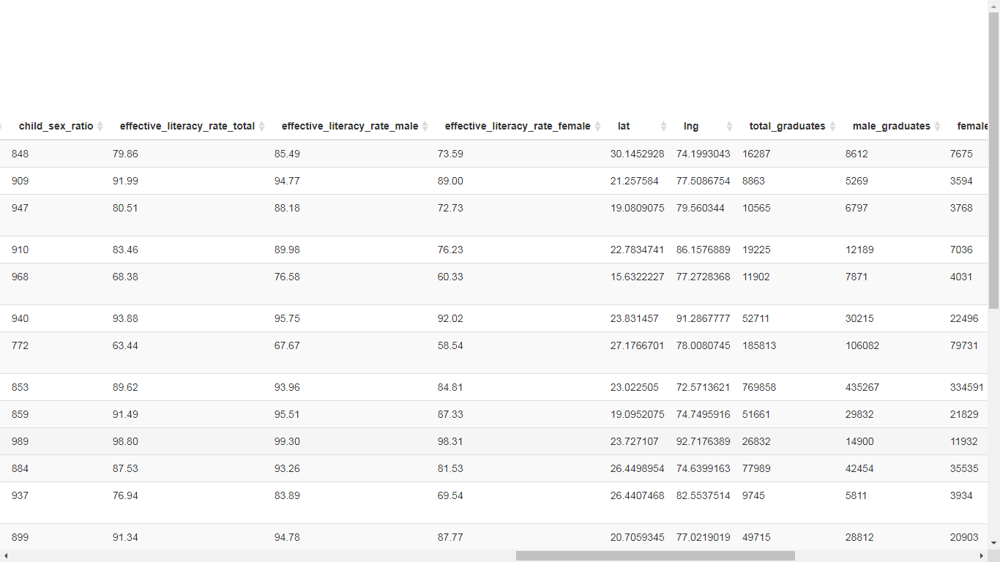 child_sex_ratio effective_literacy_rate_total effective_literacy_rate_male effective_literacy_rate_female lat lng total_graduates male_graduates female
848 79.86 85.49 73.59 30.1452928 74.1993043 16287 8612 7675
909 91.99 94.77 89.00 21.257584 77.5086754 8863 5269 3594
947 80.51 88.18 72.73 19.0809075 79.560344 10565 6797 3768
910 83.46 89.98 76.23 22.7834741 86.1576889 19225 12189 7036
968 68.38 76.58 60.33 15.6322227 77.2728368 11902 7871 4031
940 93.88 95.75 92.02 23.831457 91.2867777 52711 30215 22496
772 63.44 67.67 58.54 27.1766701 78.0080745 185813 106082 79731
853 89.62 93.96 84.81 23.022505 72.5713621 769858 435267 334591
859 91.49 95.51 87.33 19.0952075 74.7495916 51661 29832 21829
989 98.80 99.30 98.31 23.727107 92.7176389 26832 14900 11932
884 87.53 93.26 81.53 26.4498954 74.6399163 77989 42454 35535
937 76.94 83.89 69.54 26.4407468 82.5537514 9745 5811 3934
899 91.34 94.78 87.77 20.7059345 77.0219019 49715 28812 20903